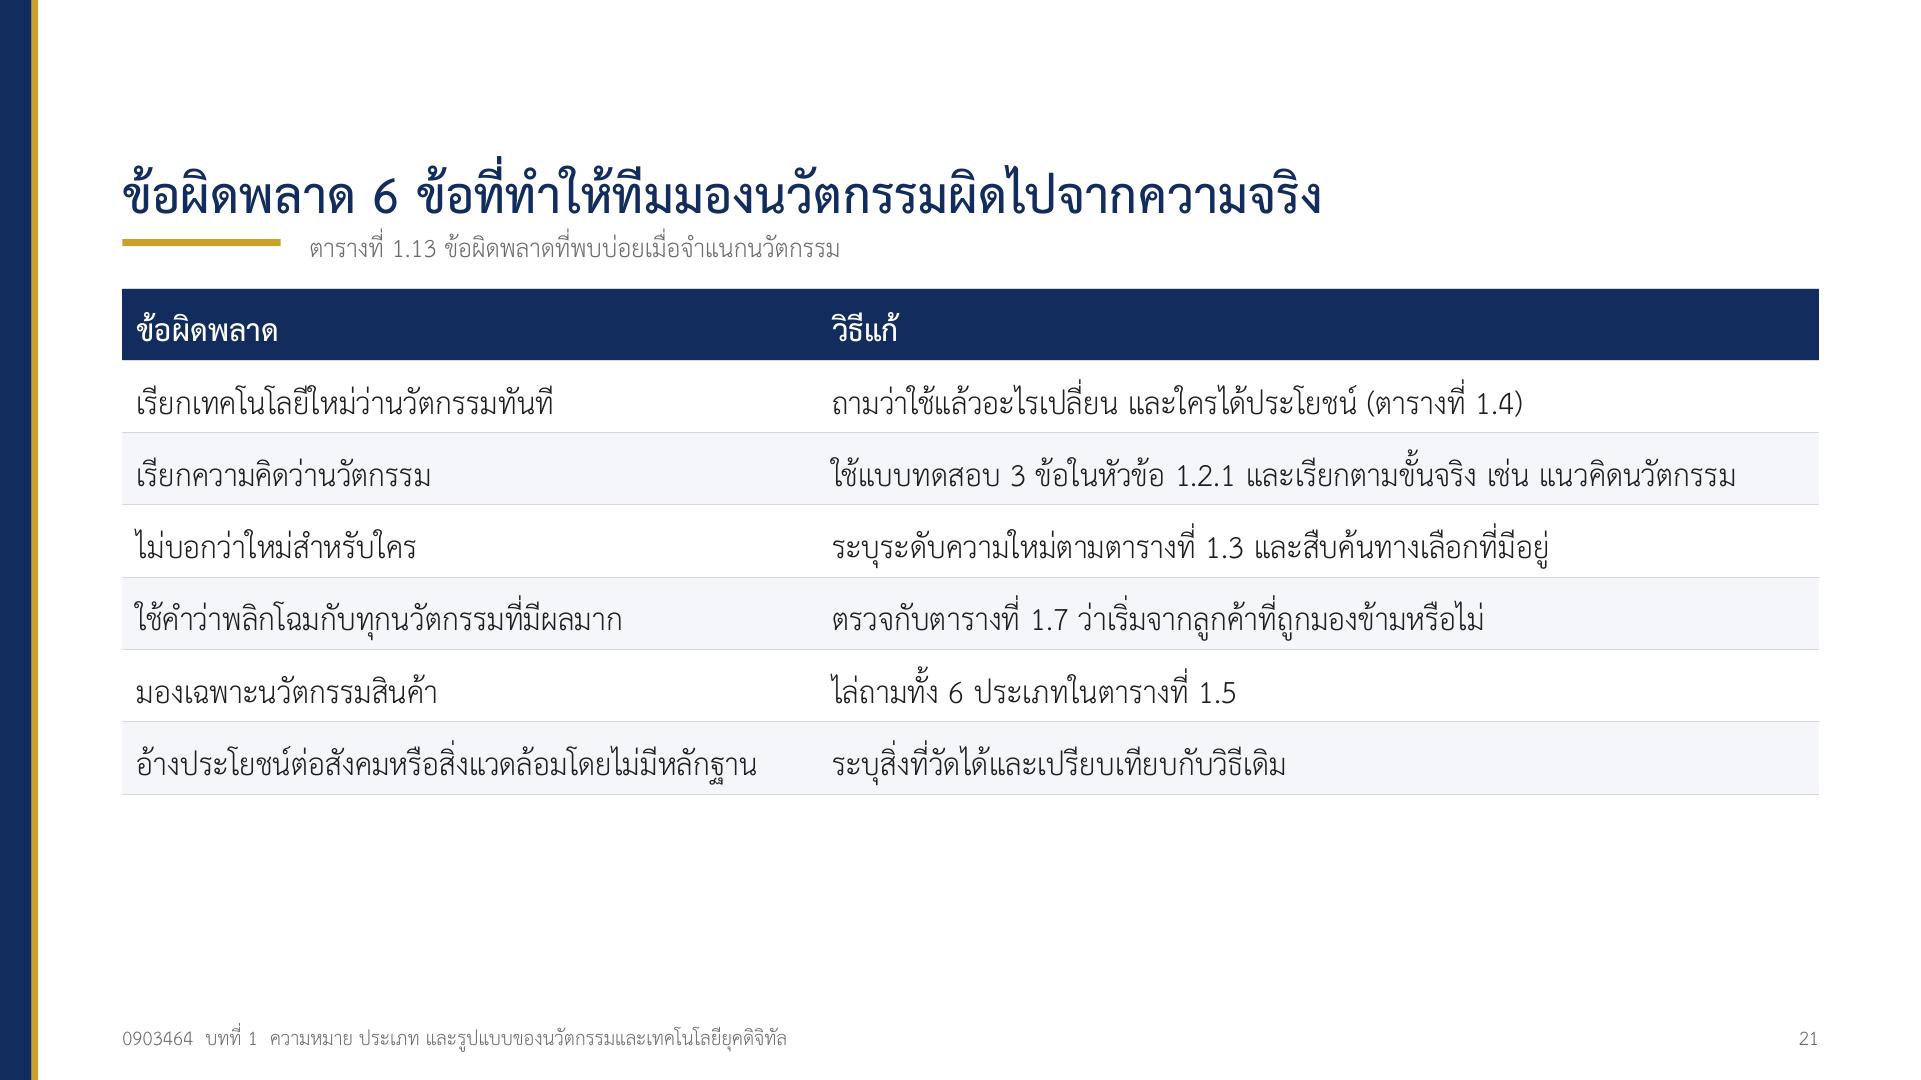 ข้อผิดพลาด 6 ข้อที่ทำให้ทีมมองนวัตกรรมผิดไปจากความจริง
ตารางที่ 1.13 ข้อผิดพลาดที่พบบ่อยเมื่อจำแนกนวัตกรรม
ข้อผิดพลาด วิธีแก้
เรียกเทคโนโลยีใหม่ว่านวัตกรรมทันที ถามว่าใช้แล้วอะไรเปลี่ยน และใครได้ประโยชน์ (ตารางที่ 1.4)
เรียกความคิดว่านวัตกรรม ใช้แบบทดสอบ 3 ข้อในหัวข้อ 1.2.1 และเรียกตามขั้นจริง เช่น แนวคิดนวัตกรรม
ไม่บอกว่าใหม่สำหรับใคร ระบุระดับความใหม่ตามตารางที่ 1.3 และสืบค้นทางเลือกที่มีอยู่
ใช้คำว่าพลิกโฉมกับทุกนวัตกรรมที่มีผลมาก ตรวจกับตารางที่ 1.7 ว่าเริ่มจากลูกค้าที่ถูกมองข้ามหรือไม่
มองเฉพาะนวัตกรรมสินค้า ไล่ถามทั้ง 6 ประเภทในตารางที่ 1.5
อ้างประโยชน์ต่อสังคมหรือสิ่งแวดล้อมโดยไม่มีหลักฐาน ระบุสิ่งที่วัดได้และเปรียบเทียบกับวิธีเดิม
0903464 บทที่ 1 ความหมาย ประเภท และรูปแบบของนวัตกรรมและเทคโนโลยียุคดิจิทัล 21